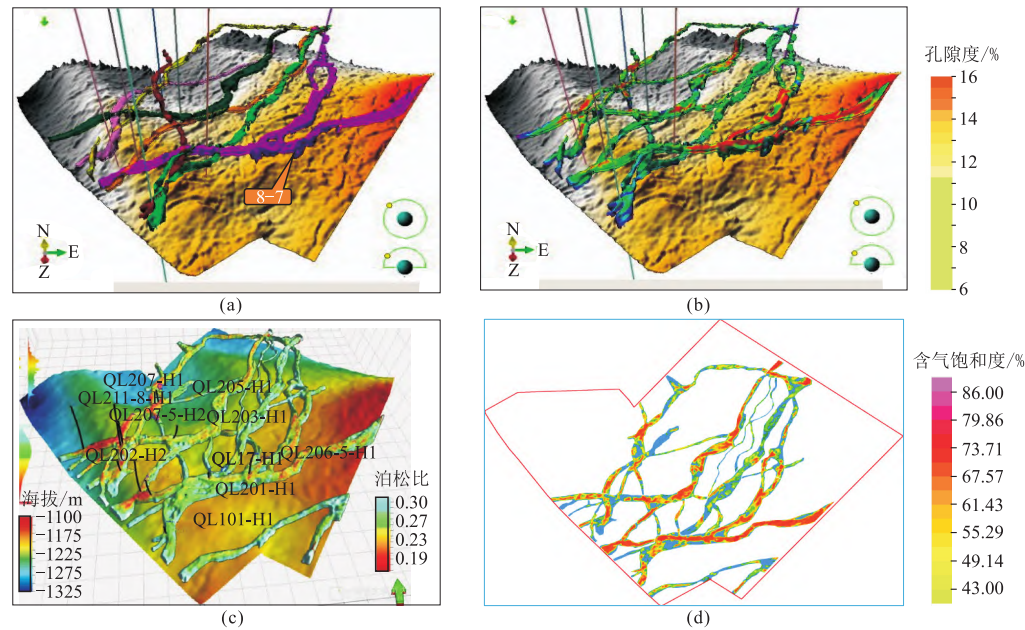 8-7
N
E
Z
(a)
N
E
Z
(b)
孔隙度/%
16
14
12
10
8
6
QL207-H1
QL205-H1
QL211-8-H1
QL207-5-H2
QL203-H1
QL202-H2
QL17-H1
QL206-5-H1
QL201-H1
QL101-H1
海拔/m
-1100
-1175
-1225
-1275
-1325
泊松比
0.30
0.27
0.23
0.19
(c)
含气饱和度/%
86.00
79.86
73.71
67.57
61.43
55.29
49.14
43.00
(d)